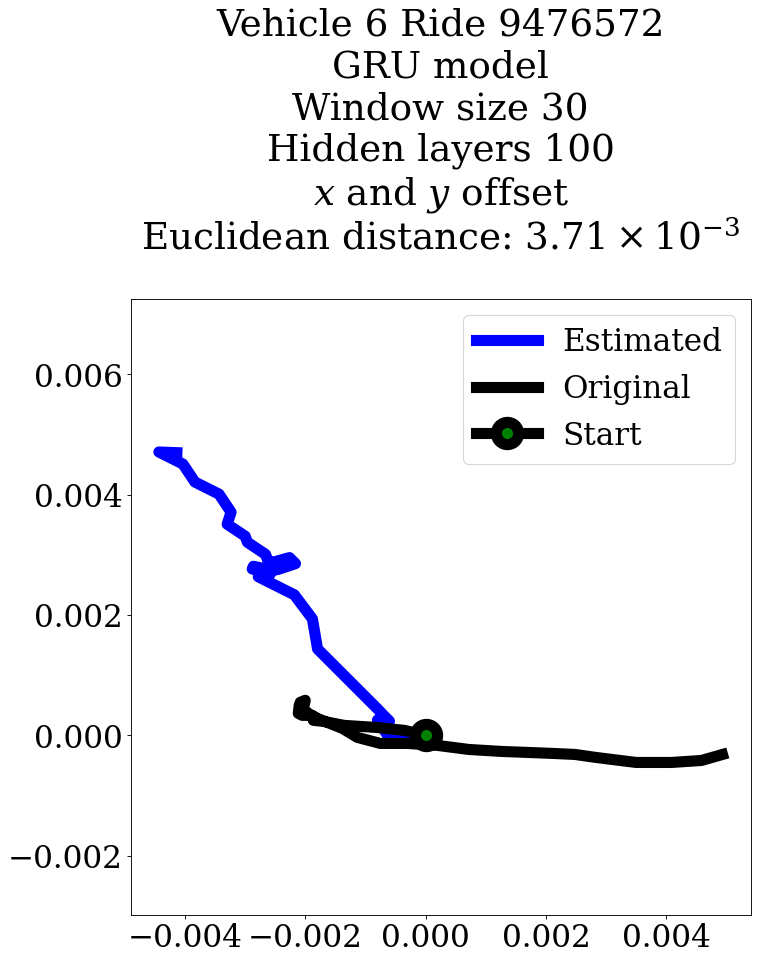 Vehicle 6 Ride 9476572
GRU model
Window size 30
Hidden layers 100
x and y offset
Euclidean distance: 3.71 × 10⁻³
Estimated
Original
Start
0.006
0.004
0.002
0.000
−0.002
−0.004 −0.002 0.000 0.002 0.004